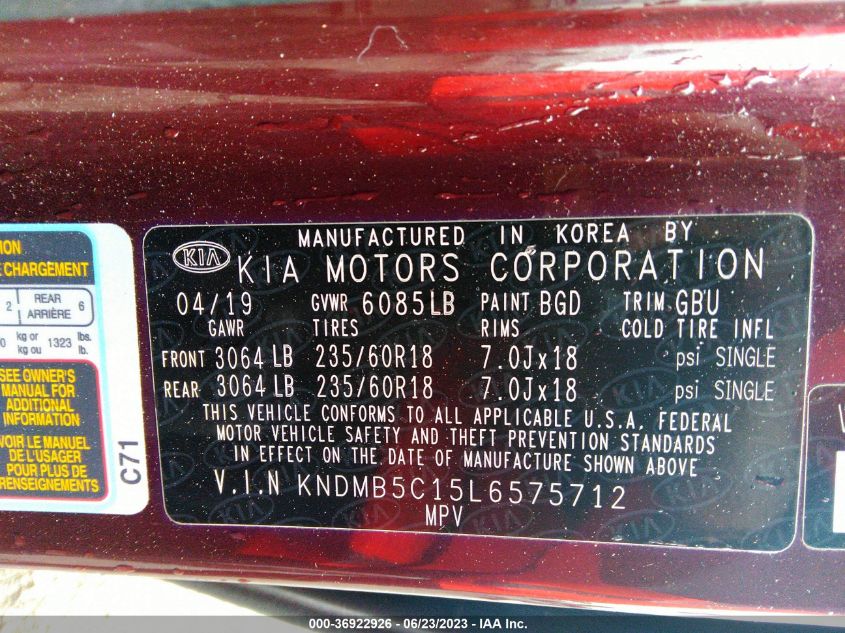 MANUFACTURED IN KOREA BY
KIA KIA MOTORS CORPORATION
04/19 GVWR 6085LB PAINT BGD TRIM GBU
GAWR TIRES RIMS COLD TIRE INFL
FRONT 3064 LB 235/60R18 7.0Jx18 psi SINGLE
REAR 3064 LB 235/60R18 7.0Jx18 psi SINGLE
THIS VEHICLE CONFORMS TO ALL APPLICABLE U.S.A. FEDERAL
MOTOR VEHICLE SAFETY AND THEFT PREVENTION STANDARDS
IN EFFECT ON THE DATE OF MANUFACTURE SHOWN ABOVE
V.I.N KNDMB5C15L6575712
MPV
CHARGEMENT
2 REAR 6
ARRIÈRE
kg or 1323 lbs.
kg ou lb.
SEE OWNER'S
MANUAL FOR
ADDITIONAL
INFORMATION
VOIR LE MANUEL
DE L'USAGER
POUR PLUS DE
RENSEIGNEMENTS
C71
000-36922926 / 06/23/2023 / IAA Inc.